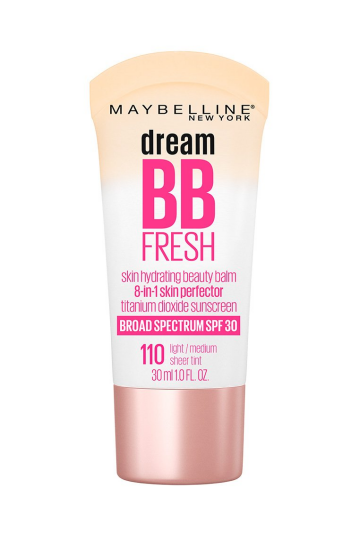 MAYBELLINE®
NEW YORK
dream
BB
FRESH
skin hydrating beauty balm
8-in-1 skin perfector
titanium dioxide sunscreen
BROAD SPECTRUM SPF 30
110 light / medium
sheer tint
30 ml 1.0 FL. OZ.